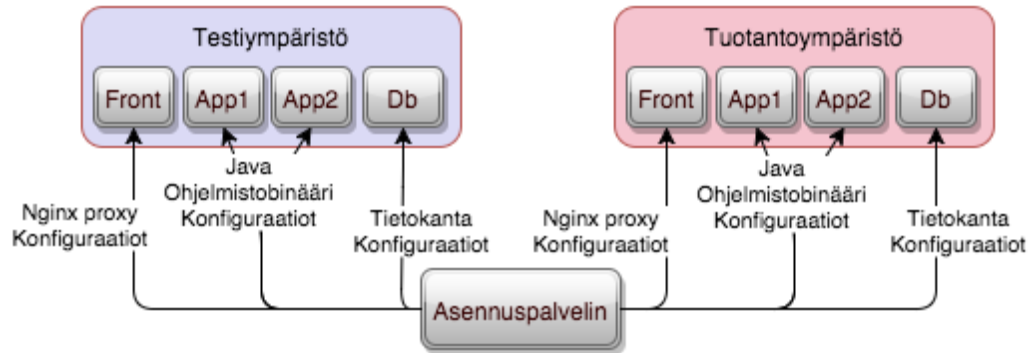 Testiympäristö
Front
App1
App2
Db
Java
Ohjelmistobinääri
Konfiguraatiot
Nginx proxy
Konfiguraatiot
Tietokanta
Konfiguraatiot
Tuotantoympäristö
Front
App1
App2
Db
Java
Ohjelmistobinääri
Konfiguraatiot
Nginx proxy
Konfiguraatiot
Tietokanta
Konfiguraatiot
Asennuspalvelin